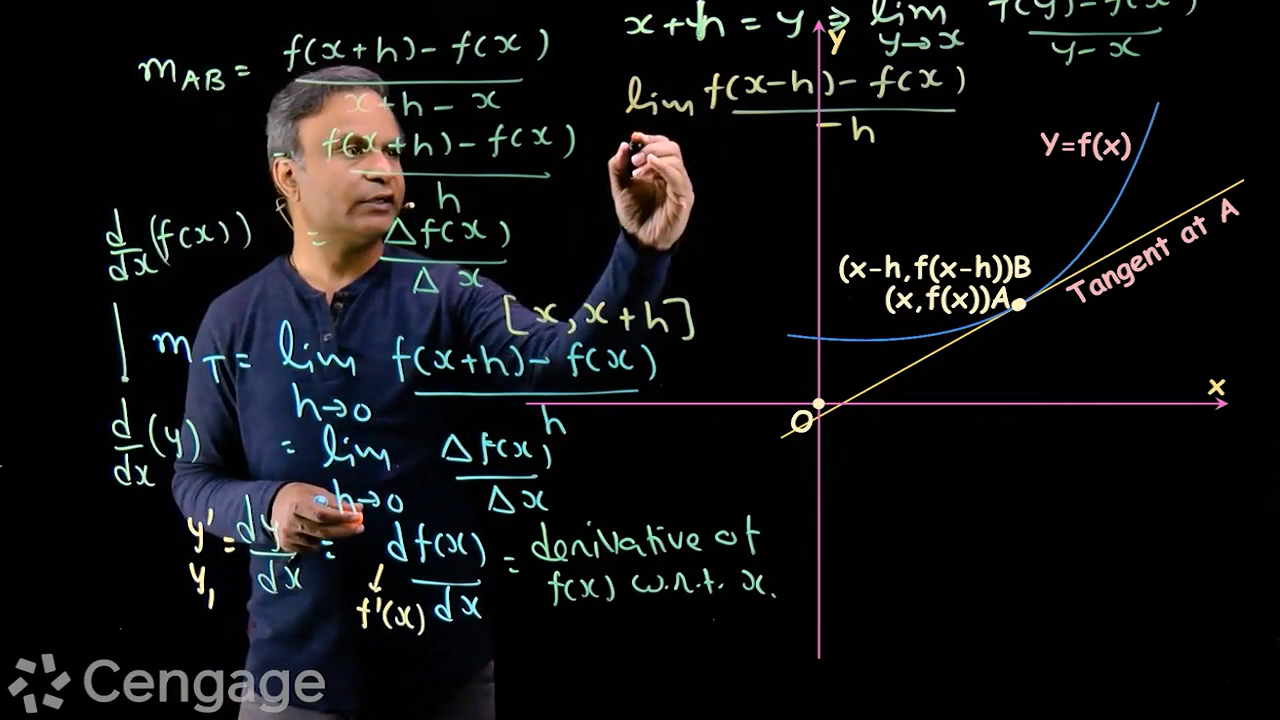 m_AB = f(x+h) - f(x)
x+h - x
= f(x+h) - f(x)
h
d/dx (f(x)) = Δf(x)
Δx
[x, x+h]
m_T = lim f(x+h) - f(x)
h→0 h
d/dx (y) = lim Δf(x)
h→0 Δx
y' = dy/dx = df(x)/dx = derivative of
y₁ f'(x) f(x) w.r.t. x.
x+h = y ⇒ lim f(y) - f(x)
y→x y - x
lim f(x-h) - f(x)
-h
y
Y=f(x)
Tangent at A
(x-h,f(x-h))B
(x,f(x))A
x
O
Cengage